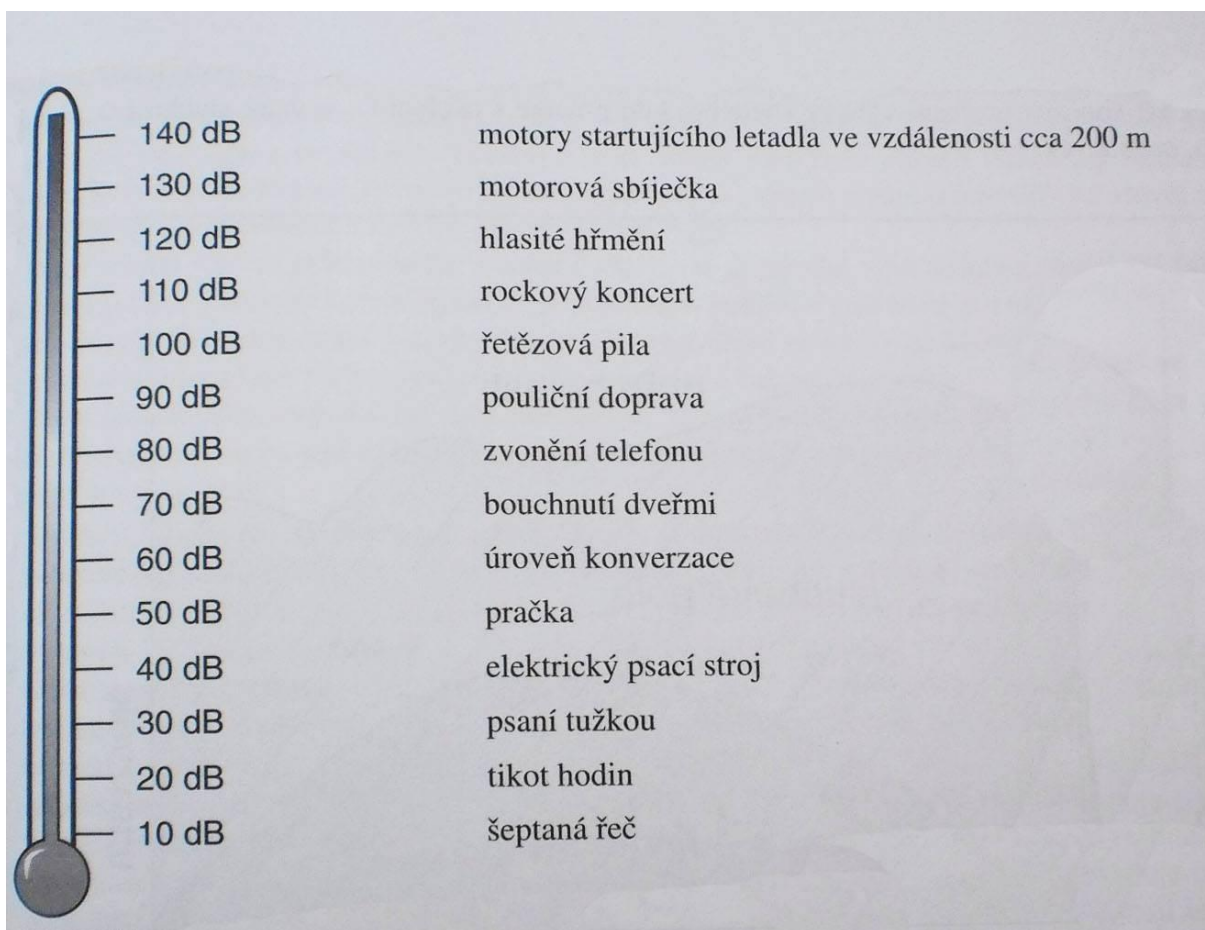 140 dB motory startujícího letadla ve vzdálenosti cca 200 m
130 dB motorová sbíječka
120 dB hlasité hřmění
110 dB rockový koncert
100 dB řetězová pila
90 dB pouliční doprava
80 dB zvonění telefonu
70 dB bouchnutí dveřmi
60 dB úroveň konverzace
50 dB pračka
40 dB elektrický psací stroj
30 dB psaní tužkou
20 dB tikot hodin
10 dB šeptaná řeč